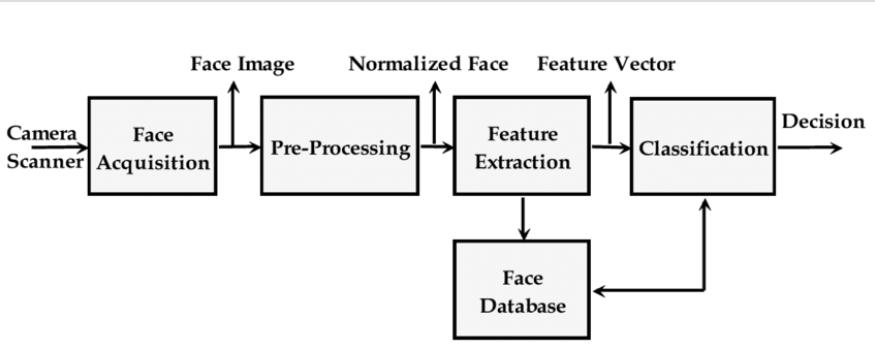 Face Image
Normalized Face
Feature Vector
Camera
Scanner
Face
Acquisition
Pre-Processing
Feature
Extraction
Classification
Decision
Face
Database